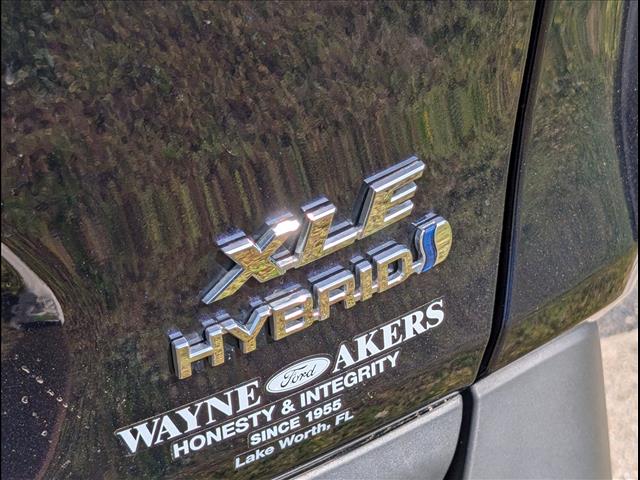 XLE
HYBRID
WAYNE Ford AKERS
HONESTY & INTEGRITY
SINCE 1955
Lake Worth, FL